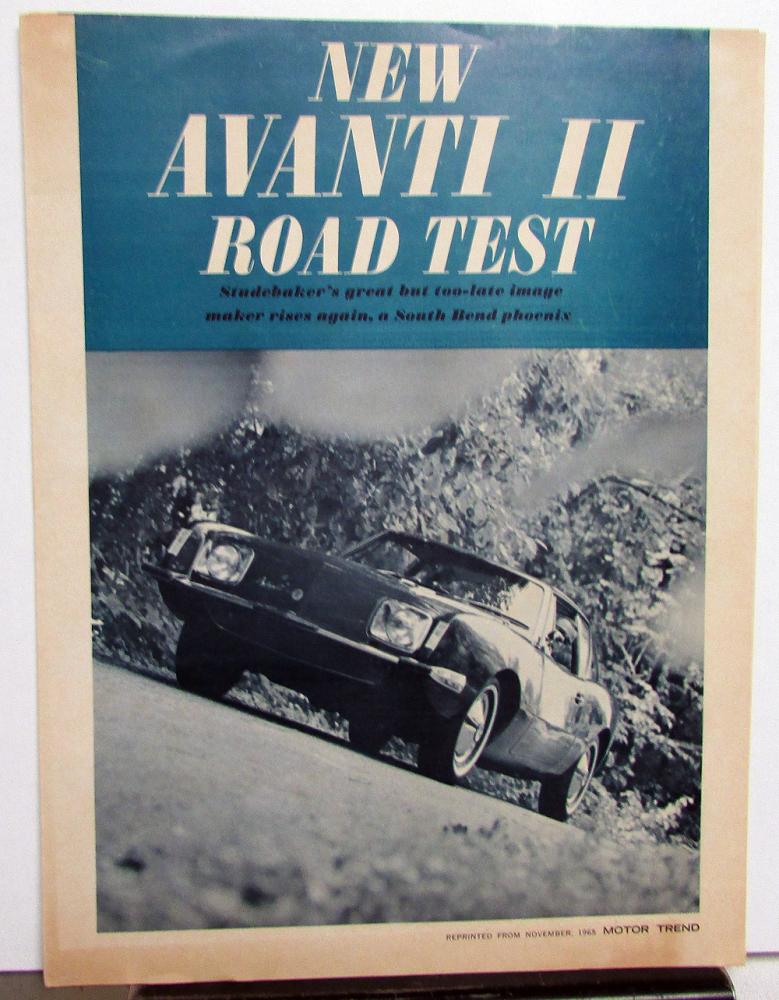 NEW
AVANTI II
ROAD TEST
Studebaker's great but too-late image
maker rises again, a South Bend phoenix
REPRINTED FROM NOVEMBER, 1965 MOTOR TREND